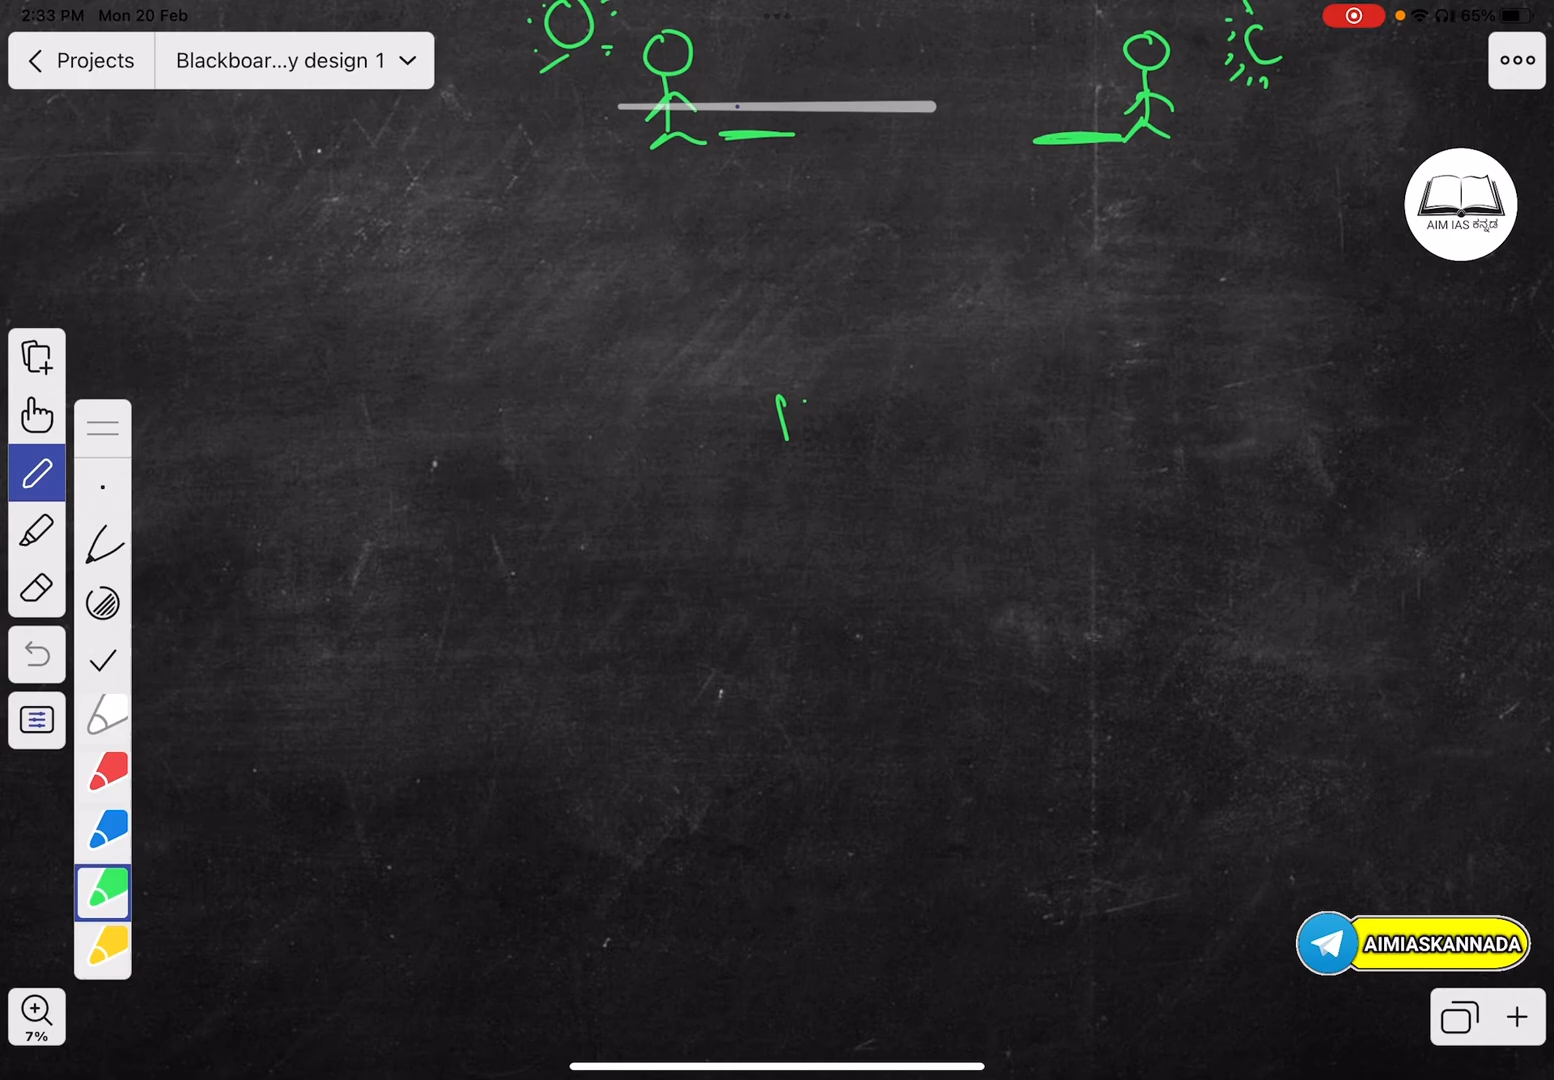 2:33 PM Mon 20 Feb
65%
Projects
Blackboar...y design 1
AIM IAS ಕನ್ನಡ
7%
AIMIASKANNADA